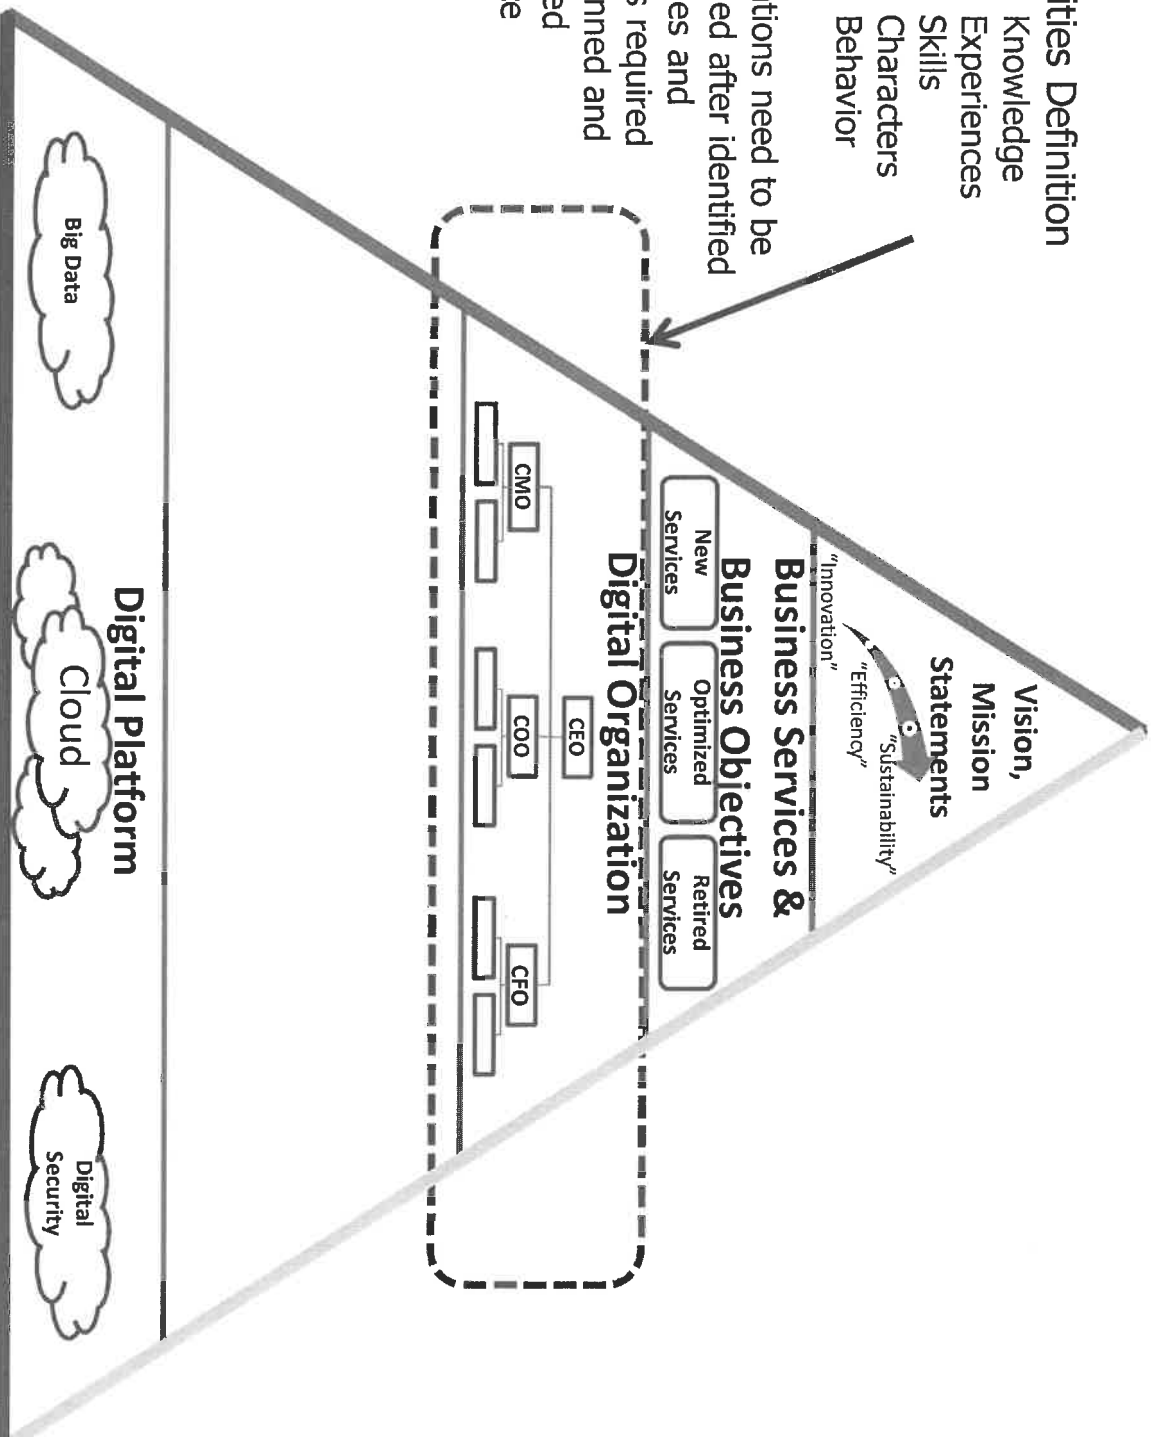 ities Definition
Knowledge
Experiences
Skills
Characters
Behavior
tions need to be
ed after identified
es and
s required
nned and
ed
e
Vision,
Mission
Statements
"Innovation"
"Efficiency"
"Sustainability"
Business Services &
Business Objectives
New
Services
Optimized
Services
Retired
Services
Digital Organization
CEO
CMO
COO
CFO
Digital Platform
Big Data
Cloud
Digital
Security